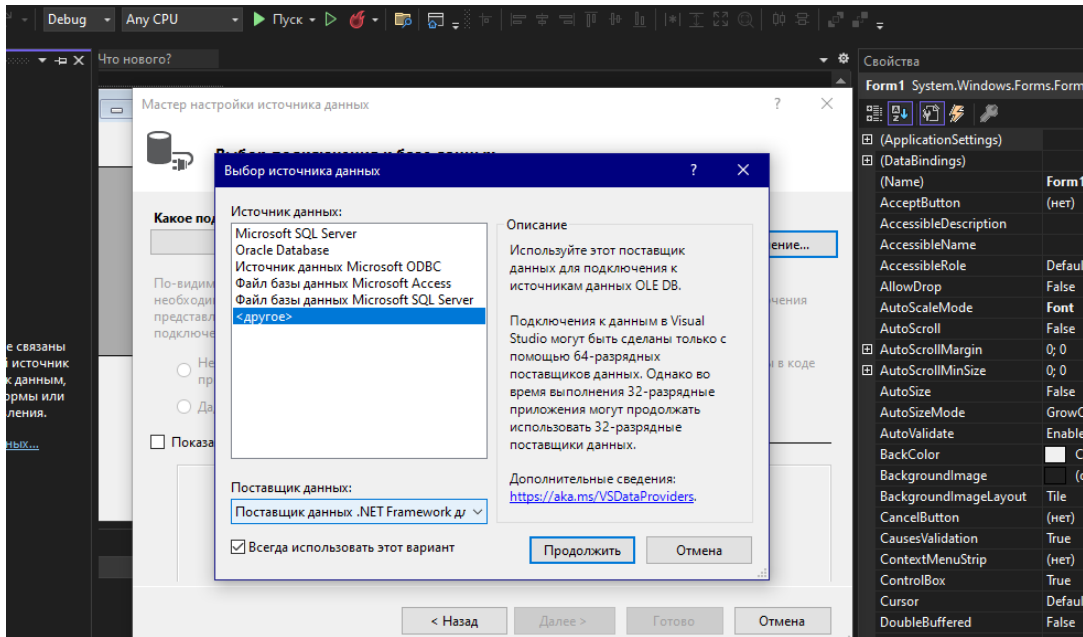 Debug
Any CPU
Пуск
Что нового?
Свойства
Form1 System.Windows.Forms.Form
Мастер настройки источника данных
?
Выбор источника данных
?
Какое
ение...
Источник данных:
Microsoft SQL Server
Oracle Database
Источник данных Microsoft ODBC
Файл базы данных Microsoft Access
Файл базы данных Microsoft SQL Server
<другое>
Описание
Используйте этот поставщик
данных для подключения к
источникам данных OLE DB.
Подключения к данным в Visual
Studio могут быть сделаны только с
помощью 64-разрядных
поставщиков данных. Однако во
время выполнения 32-разрядные
приложения могут продолжать
использовать 32-разрядные
поставщики данных.
Дополнительные сведения:
https://aka.ms/VSDataProviders.
Поставщик данных:
Поставщик данных .NET Framework дл
Всегда использовать этот вариант
Продолжить
Отмена
По-видим
необходи
представл
подключе
чения
Не
пр
ы в коде
Да
Показа
е связаны
источник
к данным,
ормы или
ления.
ных...
< Назад
Далее >
Готово
Отмена
(ApplicationSettings)
(DataBindings)
(Name) Form1
AcceptButton (нет)
AccessibleDescription
AccessibleName
AccessibleRole Defaul
AllowDrop False
AutoScaleMode Font
AutoScroll False
AutoScrollMargin 0; 0
AutoScrollMinSize 0; 0
AutoSize False
AutoSizeMode GrowO
AutoValidate Enable
BackColor C
BackgroundImage (
BackgroundImageLayout Tile
CancelButton (нет)
CausesValidation True
ContextMenuStrip (нет)
ControlBox True
Cursor Defaul
DoubleBuffered False